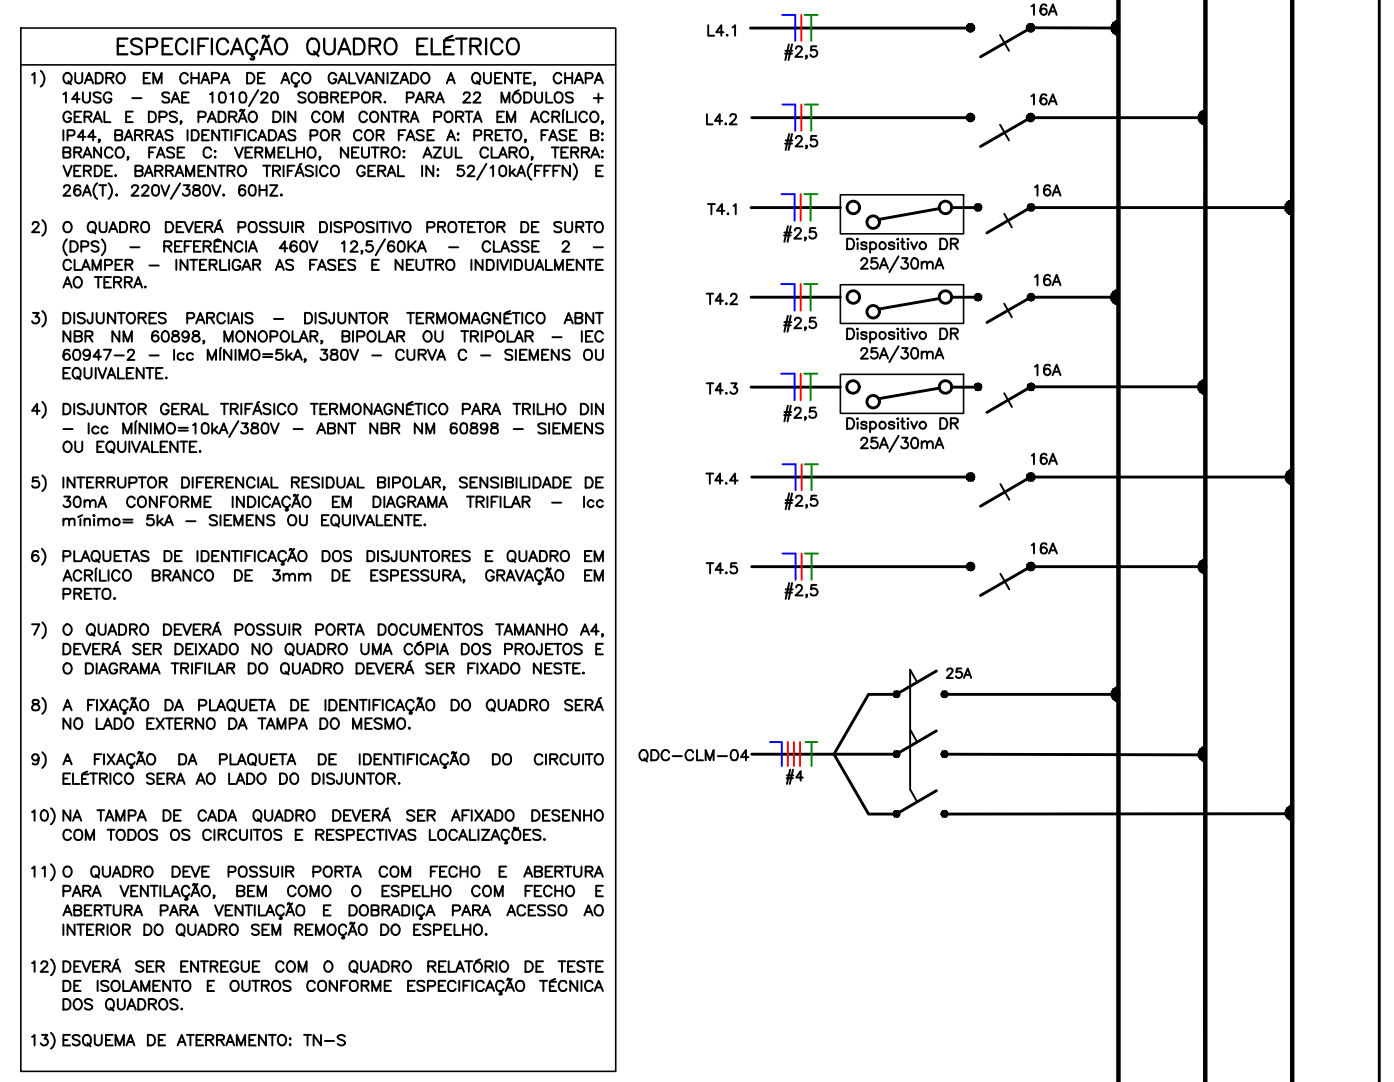 ESPECIFICAÇÃO QUADRO ELÉTRICO
1) QUADRO EM CHAPA DE AÇO GALVANIZADO A QUENTE, CHAPA
14USG – SAE 1010/20 SOBREPOR. PARA 22 MÓDULOS +
GERAL E DPS, PADRÃO DIN COM CONTRA PORTA EM ACRÍLICO,
IP44, BARRAS IDENTIFICADAS POR COR FASE A: PRETO, FASE B:
BRANCO, FASE C: VERMELHO, NEUTRO: AZUL CLARO, TERRA:
VERDE. BARRAMENTRO TRIFÁSICO GERAL IN: 52/10kA(FFFN) E
26A(T). 220V/380V. 60HZ.
2) O QUADRO DEVERÁ POSSUIR DISPOSITIVO PROTETOR DE SURTO
(DPS) – REFERÊNCIA 460V 12,5/60KA – CLASSE 2 –
CLAMPER – INTERLIGAR AS FASES E NEUTRO INDIVIDUALMENTE
AO TERRA.
3) DISJUNTORES PARCIAIS – DISJUNTOR TERMOMAGNÉTICO ABNT
NBR NM 60898, MONOPOLAR, BIPOLAR OU TRIPOLAR – IEC
60947–2 – Icc MÍNIMO=5kA, 380V – CURVA C – SIEMENS OU
EQUIVALENTE.
4) DISJUNTOR GERAL TRIFÁSICO TERMONAGNÉTICO PARA TRILHO DIN
– Icc MÍNIMO=10kA/380V – ABNT NBR NM 60898 – SIEMENS
OU EQUIVALENTE.
5) INTERRUPTOR DIFERENCIAL RESIDUAL BIPOLAR, SENSIBILIDADE DE
30mA CONFORME INDICAÇÃO EM DIAGRAMA TRIFILAR – Icc
mínimo= 5kA – SIEMENS OU EQUIVALENTE.
6) PLAQUETAS DE IDENTIFICAÇÃO DOS DISJUNTORES E QUADRO EM
ACRÍLICO BRANCO DE 3mm DE ESPESSURA, GRAVAÇÃO EM
PRETO.
7) O QUADRO DEVERÁ POSSUIR PORTA DOCUMENTOS TAMANHO A4,
DEVERÁ SER DEIXADO NO QUADRO UMA CÓPIA DOS PROJETOS E
O DIAGRAMA TRIFILAR DO QUADRO DEVERÁ SER FIXADO NESTE.
8) A FIXAÇÃO DA PLAQUETA DE IDENTIFICAÇÃO DO QUADRO SERÁ
NO LADO EXTERNO DA TAMPA DO MESMO.
9) A FIXAÇÃO DA PLAQUETA DE IDENTIFICAÇÃO DO CIRCUITO
ELÉTRICO SERA AO LADO DO DISJUNTOR.
10) NA TAMPA DE CADA QUADRO DEVERÁ SER AFIXADO DESENHO
COM TODOS OS CIRCUITOS E RESPECTIVAS LOCALIZAÇÕES.
11) O QUADRO DEVE POSSUIR PORTA COM FECHO E ABERTURA
PARA VENTILAÇÃO, BEM COMO O ESPELHO COM FECHO E
ABERTURA PARA VENTILAÇÃO E DOBRADIÇA PARA ACESSO AO
INTERIOR DO QUADRO SEM REMOÇÃO DO ESPELHO.
12) DEVERÁ SER ENTREGUE COM O QUADRO RELATÓRIO DE TESTE
DE ISOLAMENTO E OUTROS CONFORME ESPECIFICAÇÃO TÉCNICA
DOS QUADROS.
13) ESQUEMA DE ATERRAMENTO: TN–S
L4.1
#2,5
16A
L4.2
#2,5
16A
T4.1
#2,5
Dispositivo DR
25A/30mA
16A
T4.2
#2,5
Dispositivo DR
25A/30mA
16A
T4.3
#2,5
Dispositivo DR
25A/30mA
16A
T4.4
#2,5
16A
T4.5
#2,5
16A
QDC–CLM–04
#4
25A